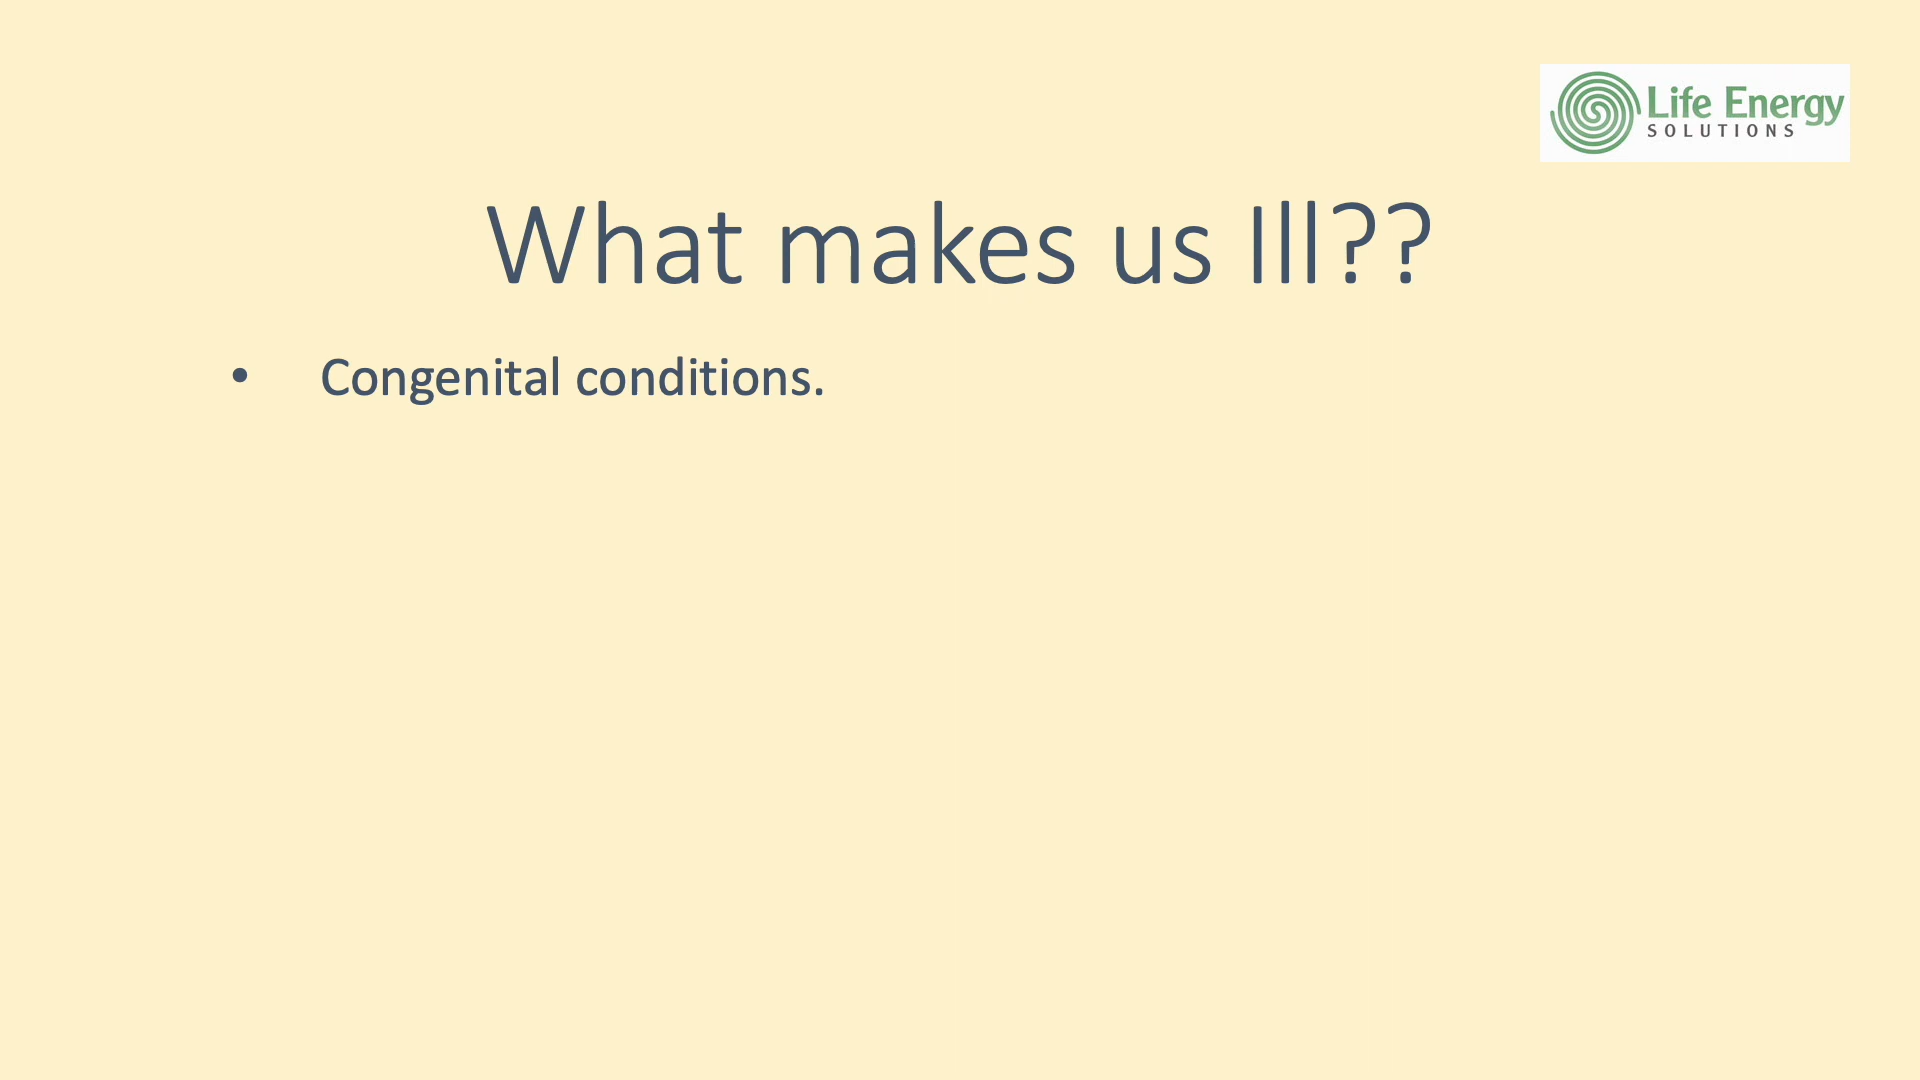 Life Energy
SOLUTIONS
What makes us Ill??
• Congenital conditions.